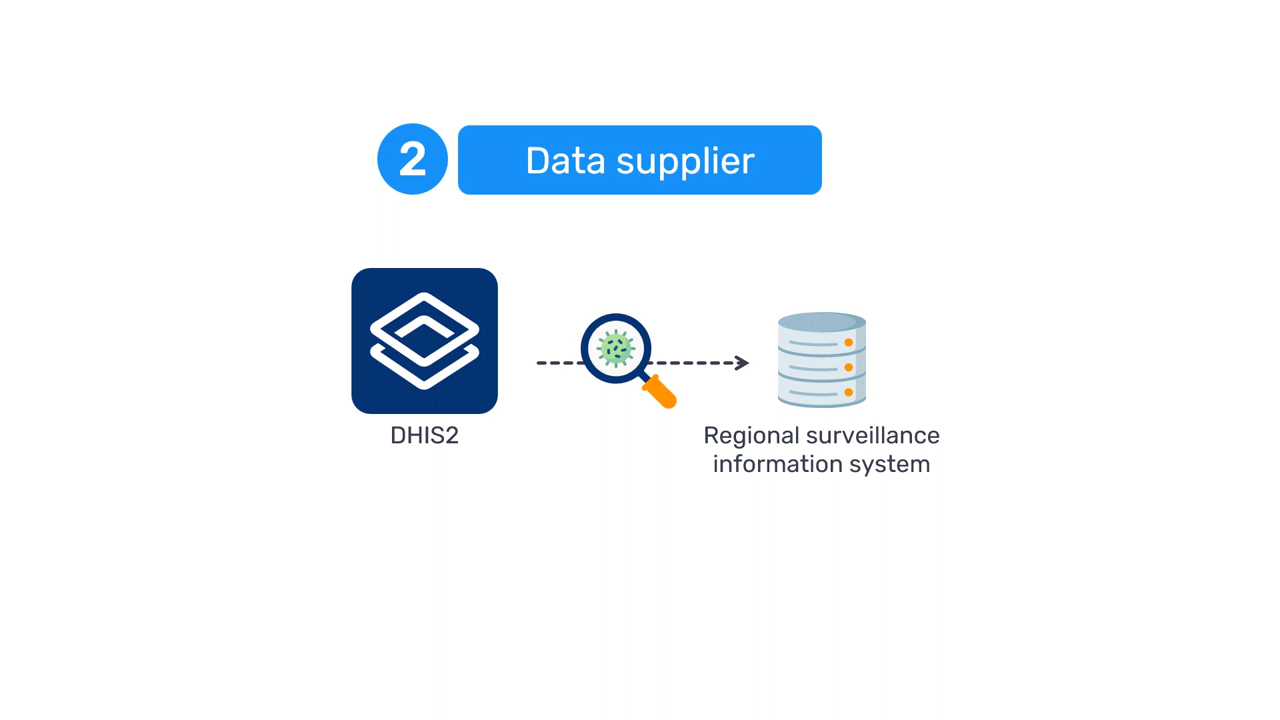 2
Data supplier
DHIS2
Regional surveillance
information system